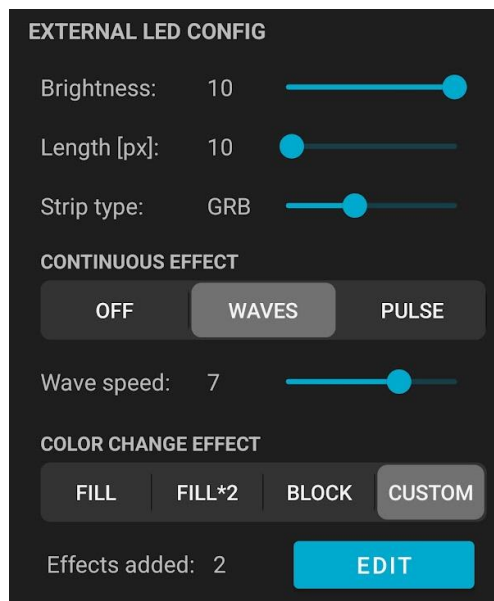 EXTERNAL LED CONFIG
Brightness: 10
Length [px]: 10
Strip type: GRB
CONTINUOUS EFFECT
OFF WAVES PULSE
Wave speed: 7
COLOR CHANGE EFFECT
FILL FILL*2 BLOCK CUSTOM
Effects added: 2 EDIT